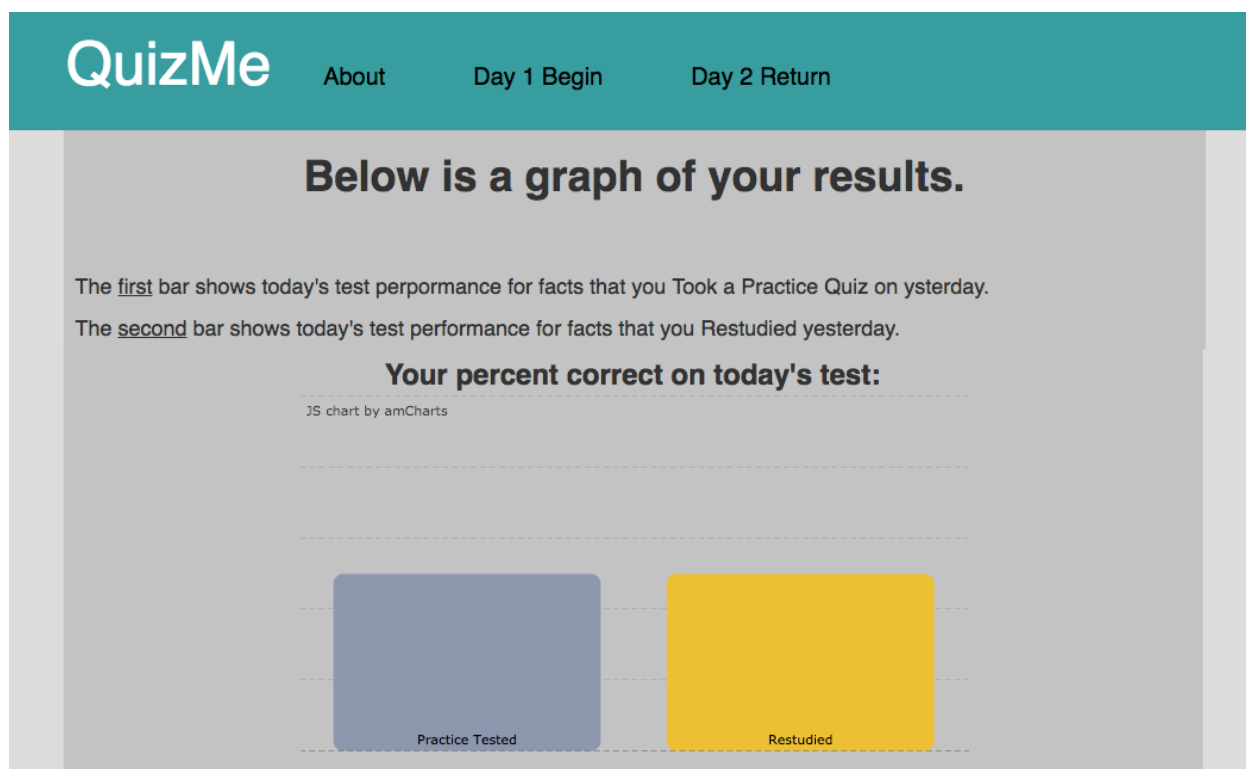 QuizMe About Day 1 Begin Day 2 Return
Below is a graph of your results.
The first bar shows today's test perpormance for facts that you Took a Practice Quiz on ysterday.
The second bar shows today's test performance for facts that you Restudied yesterday.
Your percent correct on today's test:
JS chart by amCharts
Practice Tested Restudied